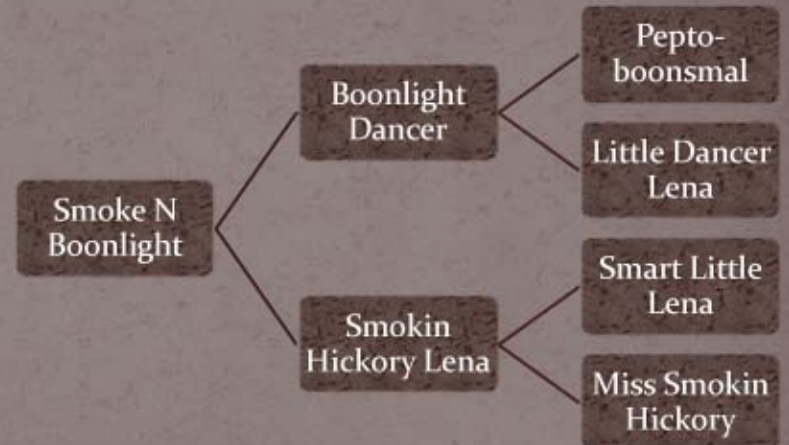 Smoke N
Boonlight
Boonlight
Dancer
Smokin
Hickory Lena
Pepto-
boonsmal
Little Dancer
Lena
Smart Little
Lena
Miss Smokin
Hickory